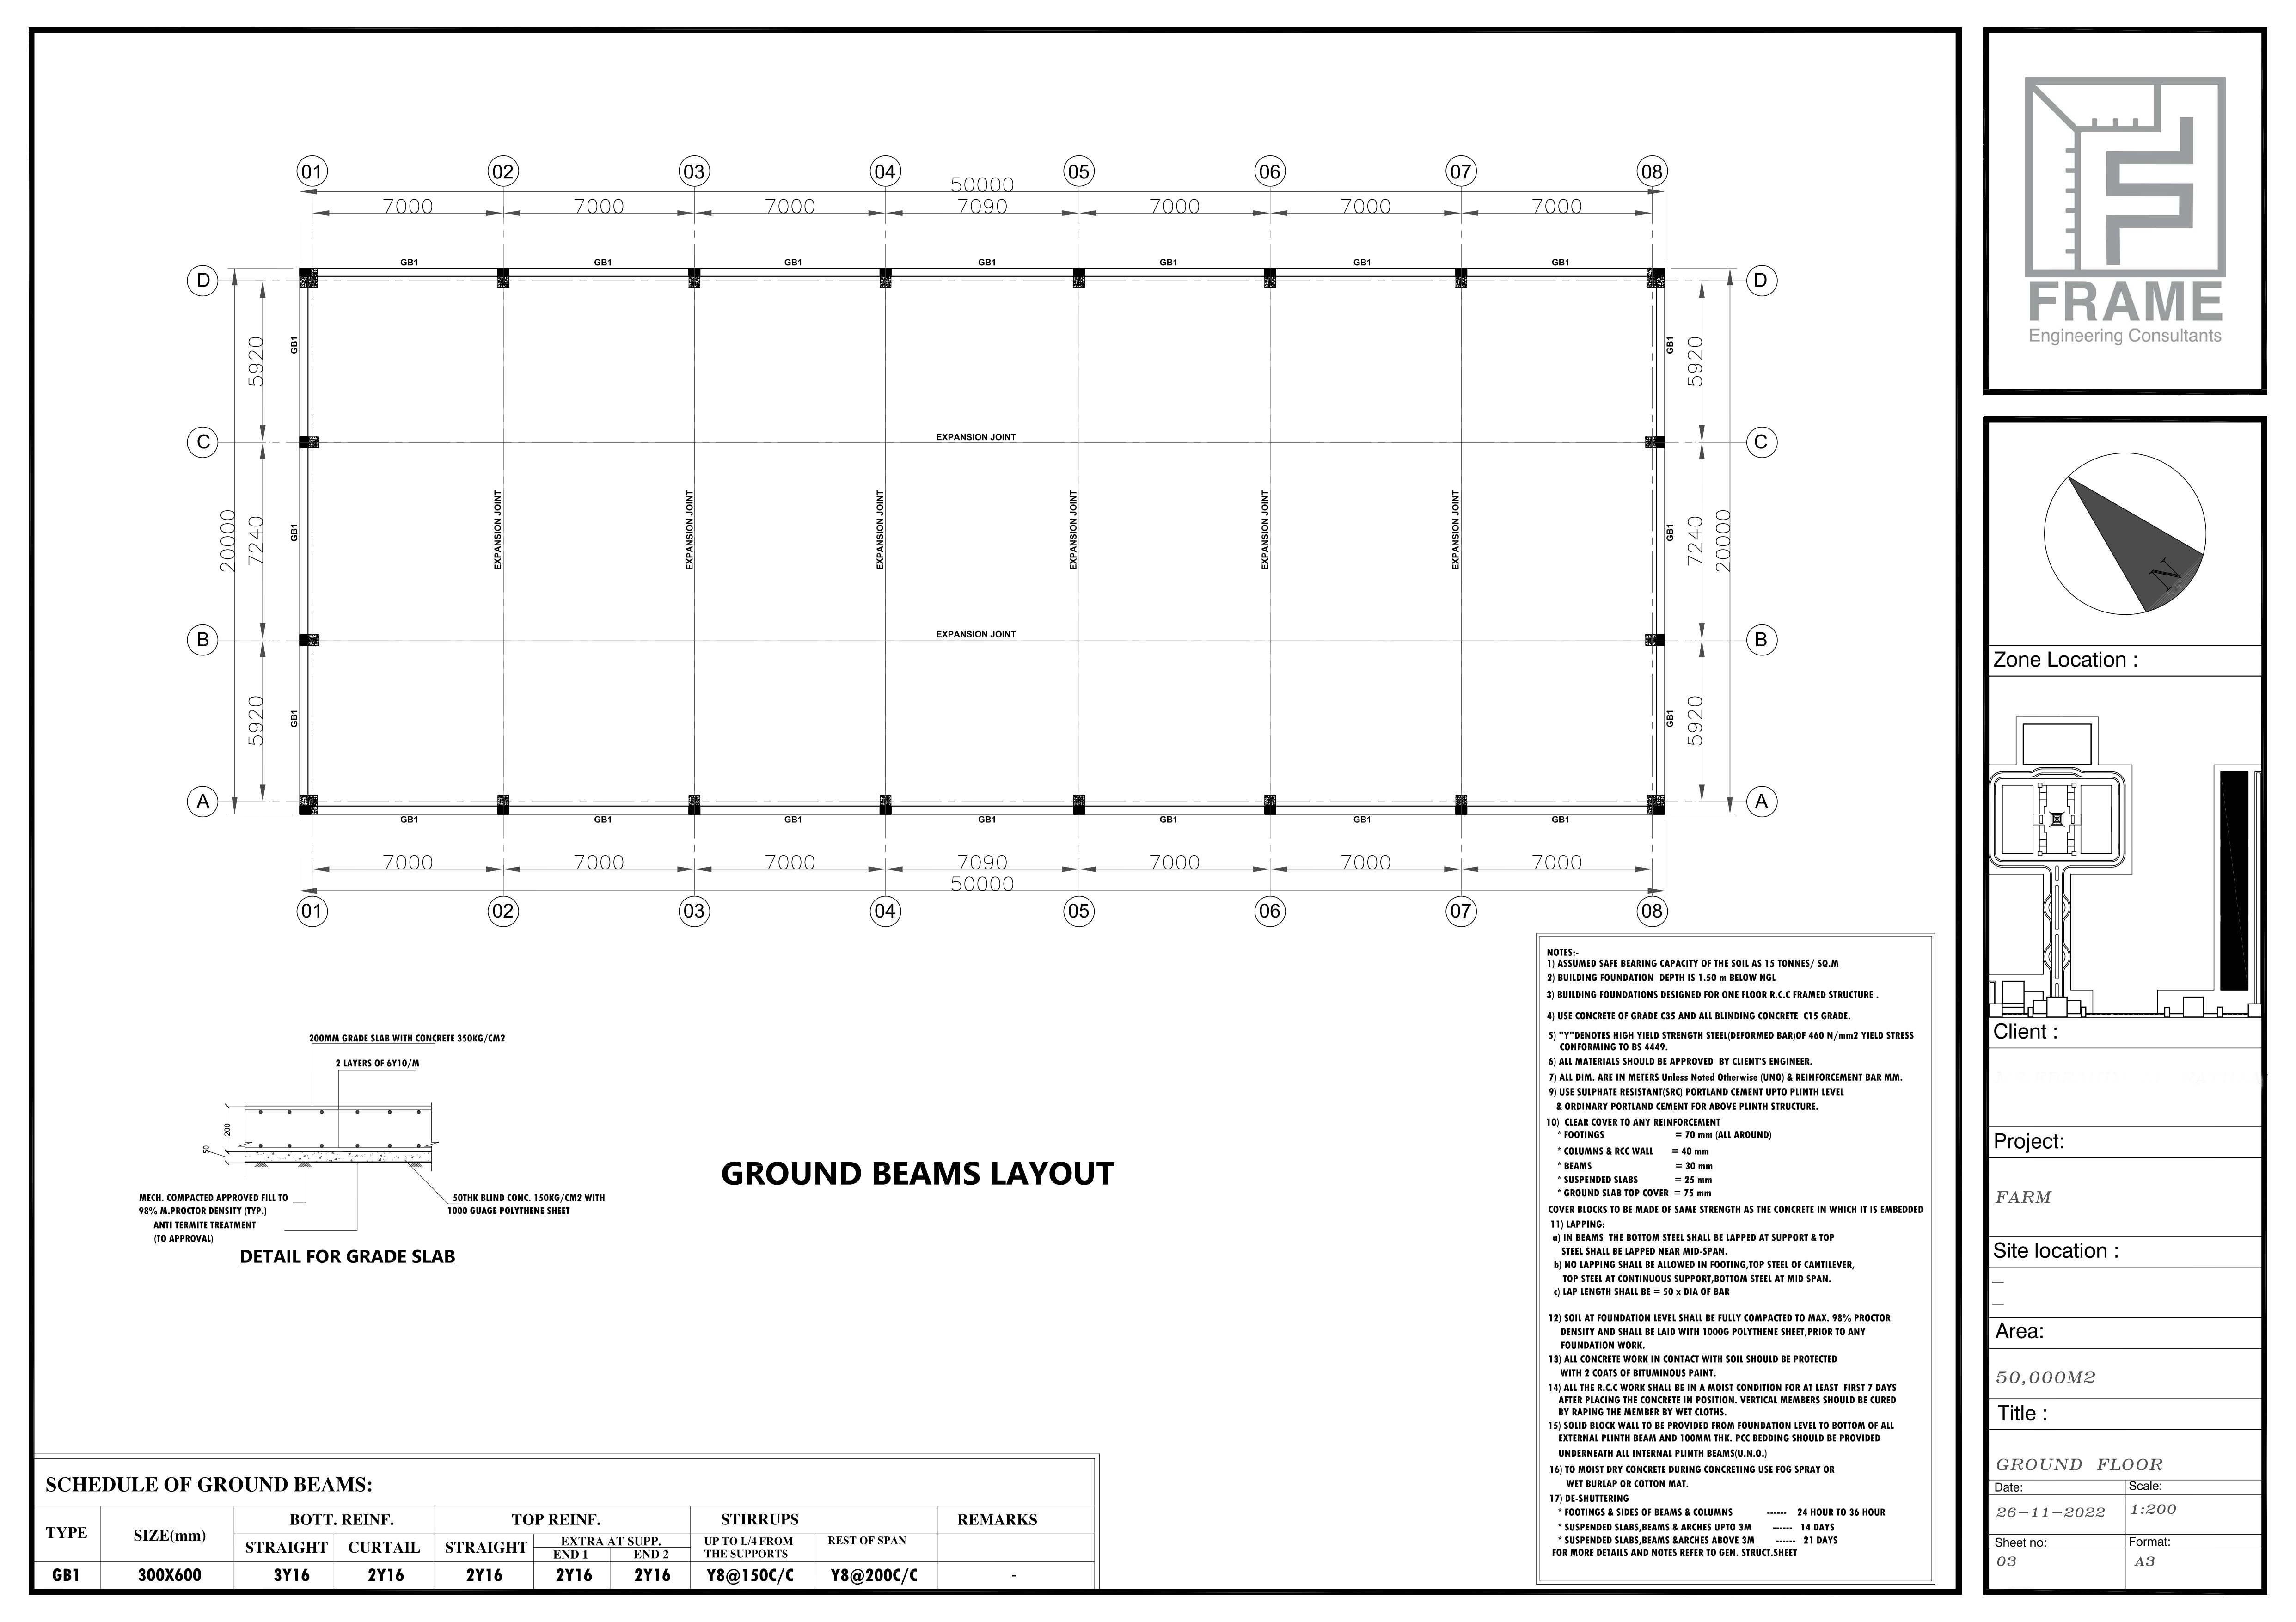 01 02 03 04 05 06 07 08
50000
7000 7000 7000 7090 7000 7000 7000
GB1 GB1 GB1 GB1 GB1 GB1 GB1
D D
GB1 GB1
5920 5920
C EXPANSION JOINT C
EXPANSION JOINT EXPANSION JOINT EXPANSION JOINT EXPANSION JOINT EXPANSION JOINT EXPANSION JOINT
20000 7240 GB1 GB1 7240 20000
B EXPANSION JOINT B
5920 GB1 GB1 5920
A A
GB1 GB1 GB1 GB1 GB1 GB1 GB1
7000 7000 7000 7090 7000 7000 7000
50000
01 02 03 04 05 06 07 08
200MM GRADE SLAB WITH CONCRETE 350KG/CM2
2 LAYERS OF 6Y10/M
200
50
MECH. COMPACTED APPROVED FILL TO
98% M.PROCTOR DENSITY (TYP.)
ANTI TERMITE TREATMENT
(TO APPROVAL)
50THK BLIND CONC. 150KG/CM2 WITH
1000 GUAGE POLYTHENE SHEET
DETAIL FOR GRADE SLAB
GROUND BEAMS LAYOUT
NOTES:-
1) ASSUMED SAFE BEARING CAPACITY OF THE SOIL AS 15 TONNES/ SQ.M
2) BUILDING FOUNDATION DEPTH IS 1.50 m BELOW NGL
3) BUILDING FOUNDATIONS DESIGNED FOR ONE FLOOR R.C.C FRAMED STRUCTURE .
4) USE CONCRETE OF GRADE C35 AND ALL BLINDING CONCRETE C15 GRADE.
5) "Y"DENOTES HIGH YIELD STRENGTH STEEL(DEFORMED BAR)OF 460 N/mm2 YIELD STRESS
CONFORMING TO BS 4449.
6) ALL MATERIALS SHOULD BE APPROVED BY CLIENT'S ENGINEER.
7) ALL DIM. ARE IN METERS Unless Noted Otherwise (UNO) & REINFORCEMENT BAR MM.
9) USE SULPHATE RESISTANT(SRC) PORTLAND CEMENT UPTO PLINTH LEVEL
& ORDINARY PORTLAND CEMENT FOR ABOVE PLINTH STRUCTURE.
10) CLEAR COVER TO ANY REINFORCEMENT
* FOOTINGS = 70 mm (ALL AROUND)
* COLUMNS & RCC WALL = 40 mm
* BEAMS = 30 mm
* SUSPENDED SLABS = 25 mm
* GROUND SLAB TOP COVER = 75 mm
COVER BLOCKS TO BE MADE OF SAME STRENGTH AS THE CONCRETE IN WHICH IT IS EMBEDDED
11) LAPPING:
a) IN BEAMS THE BOTTOM STEEL SHALL BE LAPPED AT SUPPORT & TOP
STEEL SHALL BE LAPPED NEAR MID-SPAN.
b) NO LAPPING SHALL BE ALLOWED IN FOOTING,TOP STEEL OF CANTILEVER,
TOP STEEL AT CONTINUOUS SUPPORT,BOTTOM STEEL AT MID SPAN.
c) LAP LENGTH SHALL BE = 50 x DIA OF BAR
12) SOIL AT FOUNDATION LEVEL SHALL BE FULLY COMPACTED TO MAX. 98% PROCTOR
DENSITY AND SHALL BE LAID WITH 1000G POLYTHENE SHEET,PRIOR TO ANY
FOUNDATION WORK.
13) ALL CONCRETE WORK IN CONTACT WITH SOIL SHOULD BE PROTECTED
WITH 2 COATS OF BITUMINOUS PAINT.
14) ALL THE R.C.C WORK SHALL BE IN A MOIST CONDITION FOR AT LEAST FIRST 7 DAYS
AFTER PLACING THE CONCRETE IN POSITION. VERTICAL MEMBERS SHOULD BE CURED
BY RAPING THE MEMBER BY WET CLOTHS.
15) SOLID BLOCK WALL TO BE PROVIDED FROM FOUNDATION LEVEL TO BOTTOM OF ALL
EXTERNAL PLINTH BEAM AND 100MM THK. PCC BEDDING SHOULD BE PROVIDED
UNDERNEATH ALL INTERNAL PLINTH BEAMS(U.N.O.)
16) TO MOIST DRY CONCRETE DURING CONCRETING USE FOG SPRAY OR
WET BURLAP OR COTTON MAT.
17) DE-SHUTTERING
* FOOTINGS & SIDES OF BEAMS & COLUMNS ------ 24 HOUR TO 36 HOUR
* SUSPENDED SLABS,BEAMS & ARCHES UPTO 3M ------ 14 DAYS
* SUSPENDED SLABS,BEAMS &ARCHES ABOVE 3M ------ 21 DAYS
FOR MORE DETAILS AND NOTES REFER TO GEN. STRUCT.SHEET
SCHEDULE OF GROUND BEAMS:
TYPE SIZE(mm) BOTT. REINF. TOP REINF. STIRRUPS REMARKS
STRAIGHT CURTAIL STRAIGHT EXTRA AT SUPP. UP TO L/4 FROM THE SUPPORTS REST OF SPAN
END 1 END 2
GB1 300X600 3Y16 2Y16 2Y16 2Y16 2Y16 Y8@150C/C Y8@200C/C -
FRAME
Engineering Consultants
N
Zone Location :
Client :
Project:
FARM
Site location :
–
–
Area:
50,000M2
Title :
GROUND FLOOR
Date: Scale:
26-11-2022 1:200
Sheet no: Format:
03 A3